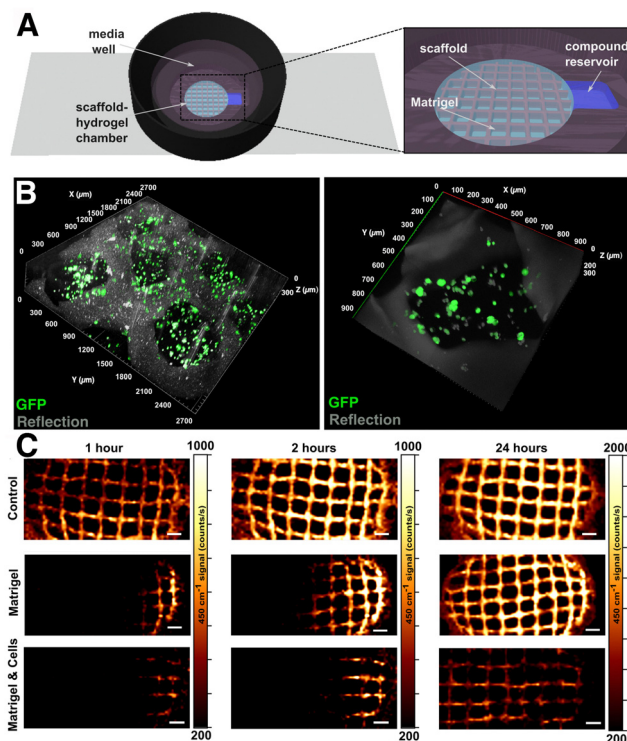 A
media
well
scaffold-
hydrogel
chamber
scaffold
compound
reservoir
Matrigel
B
X (µm)
0
300
600
900
1200
1500
1800
2100
2400
2700
0
Z (µm)
300
0
300
600
900
1200
1500
1800
2100
2400
2700
Y (µm)
GFP
Reflection
X (µm)
0
100
200
300
400
500
600
700
800
900
0
Z (µm)
200
300
Y (µm)
100
200
300
400
500
600
700
800
900
GFP
Reflection
C
1 hour
2 hours
24 hours
1000
1000
2000
Control
Matrigel
Matrigel & Cells
450 cm⁻¹ signal (counts/s)
450 cm⁻¹ signal (counts/s)
450 cm⁻¹ signal (counts/s)
200
200
200